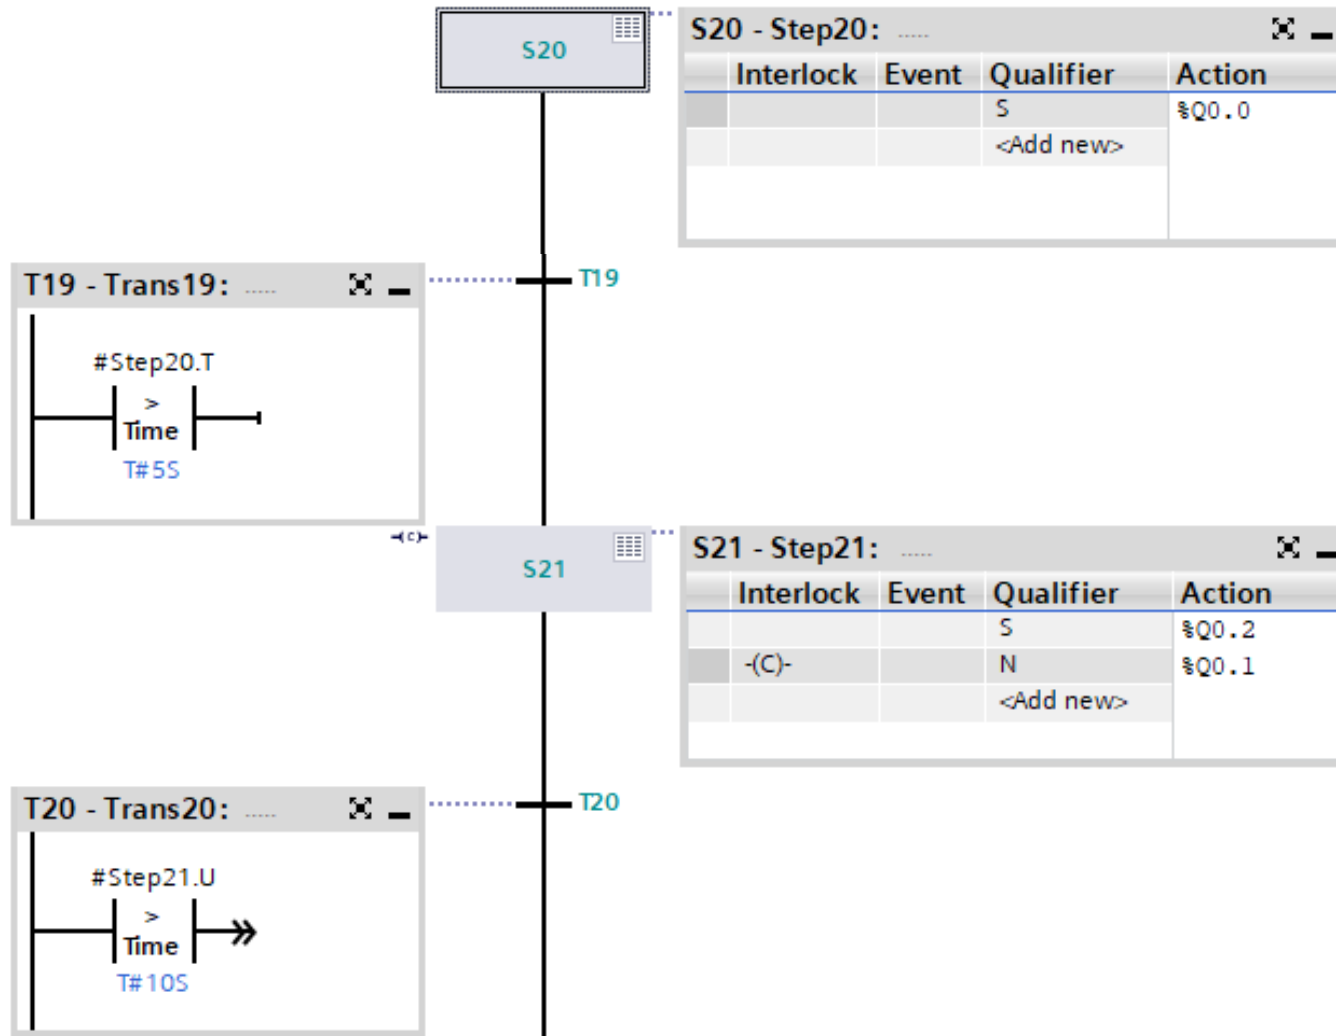 S20
S20 - Step20: .....
Interlock Event Qualifier Action
S %Q0.0
<Add new>
T19 - Trans19: .....
T19
#Step20.T
>
Time
T#5S
-(C)-
S21
S21 - Step21: .....
Interlock Event Qualifier Action
S %Q0.2
-(C)- N %Q0.1
<Add new>
T20 - Trans20: .....
T20
#Step21.U
>
Time
T#10S